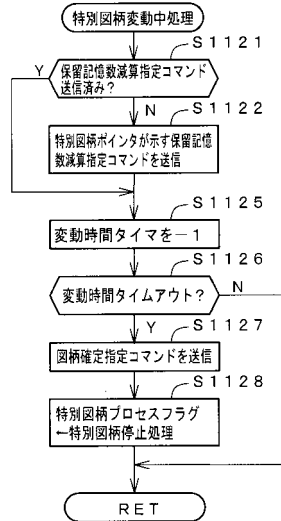 特別図柄変動中処理
S1121
Y
保留記憶数減算指定コマンド
送信済み?
N
S1122
特別図柄ポインタが示す保留記憶
数減算指定コマンドを送信
S1125
変動時間タイマを−1
S1126
変動時間タイムアウト?
N
Y
S1127
図柄確定指定コマンドを送信
S1128
特別図柄プロセスフラグ
←特別図柄停止処理
RET